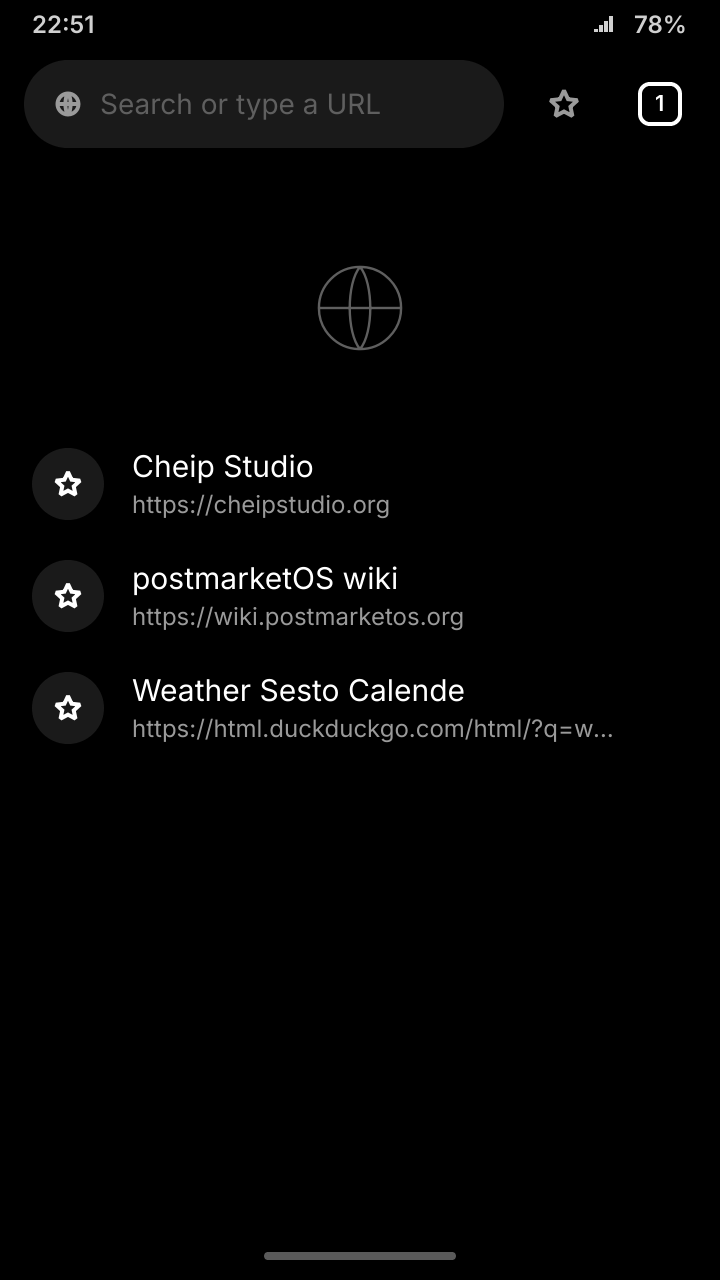 22:51 78%
Search or type a URL 1
Cheip Studio
https://cheipstudio.org
postmarketOS wiki
https://wiki.postmarketos.org
Weather Sesto Calende
https://html.duckduckgo.com/html/?q=w...